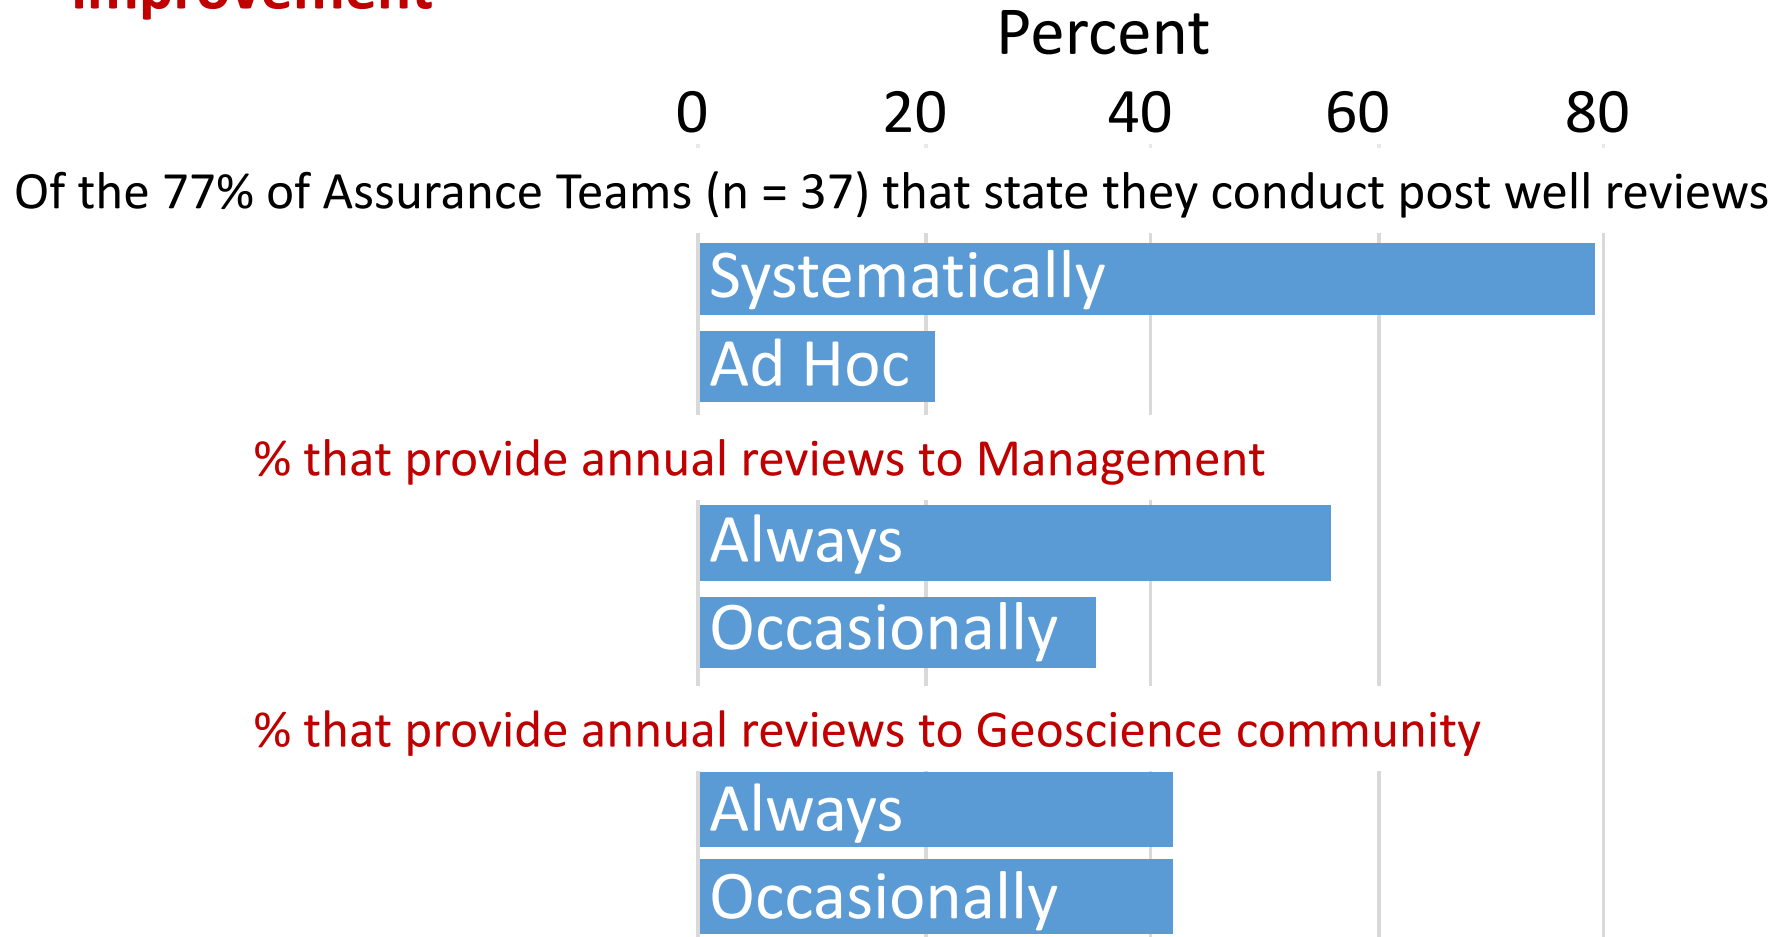 improvement
Percent
0 20 40 60 80
Of the 77% of Assurance Teams (n = 37) that state they conduct post well reviews
Systematically
Ad Hoc
% that provide annual reviews to Management
Always
Occasionally
% that provide annual reviews to Geoscience community
Always
Occasionally